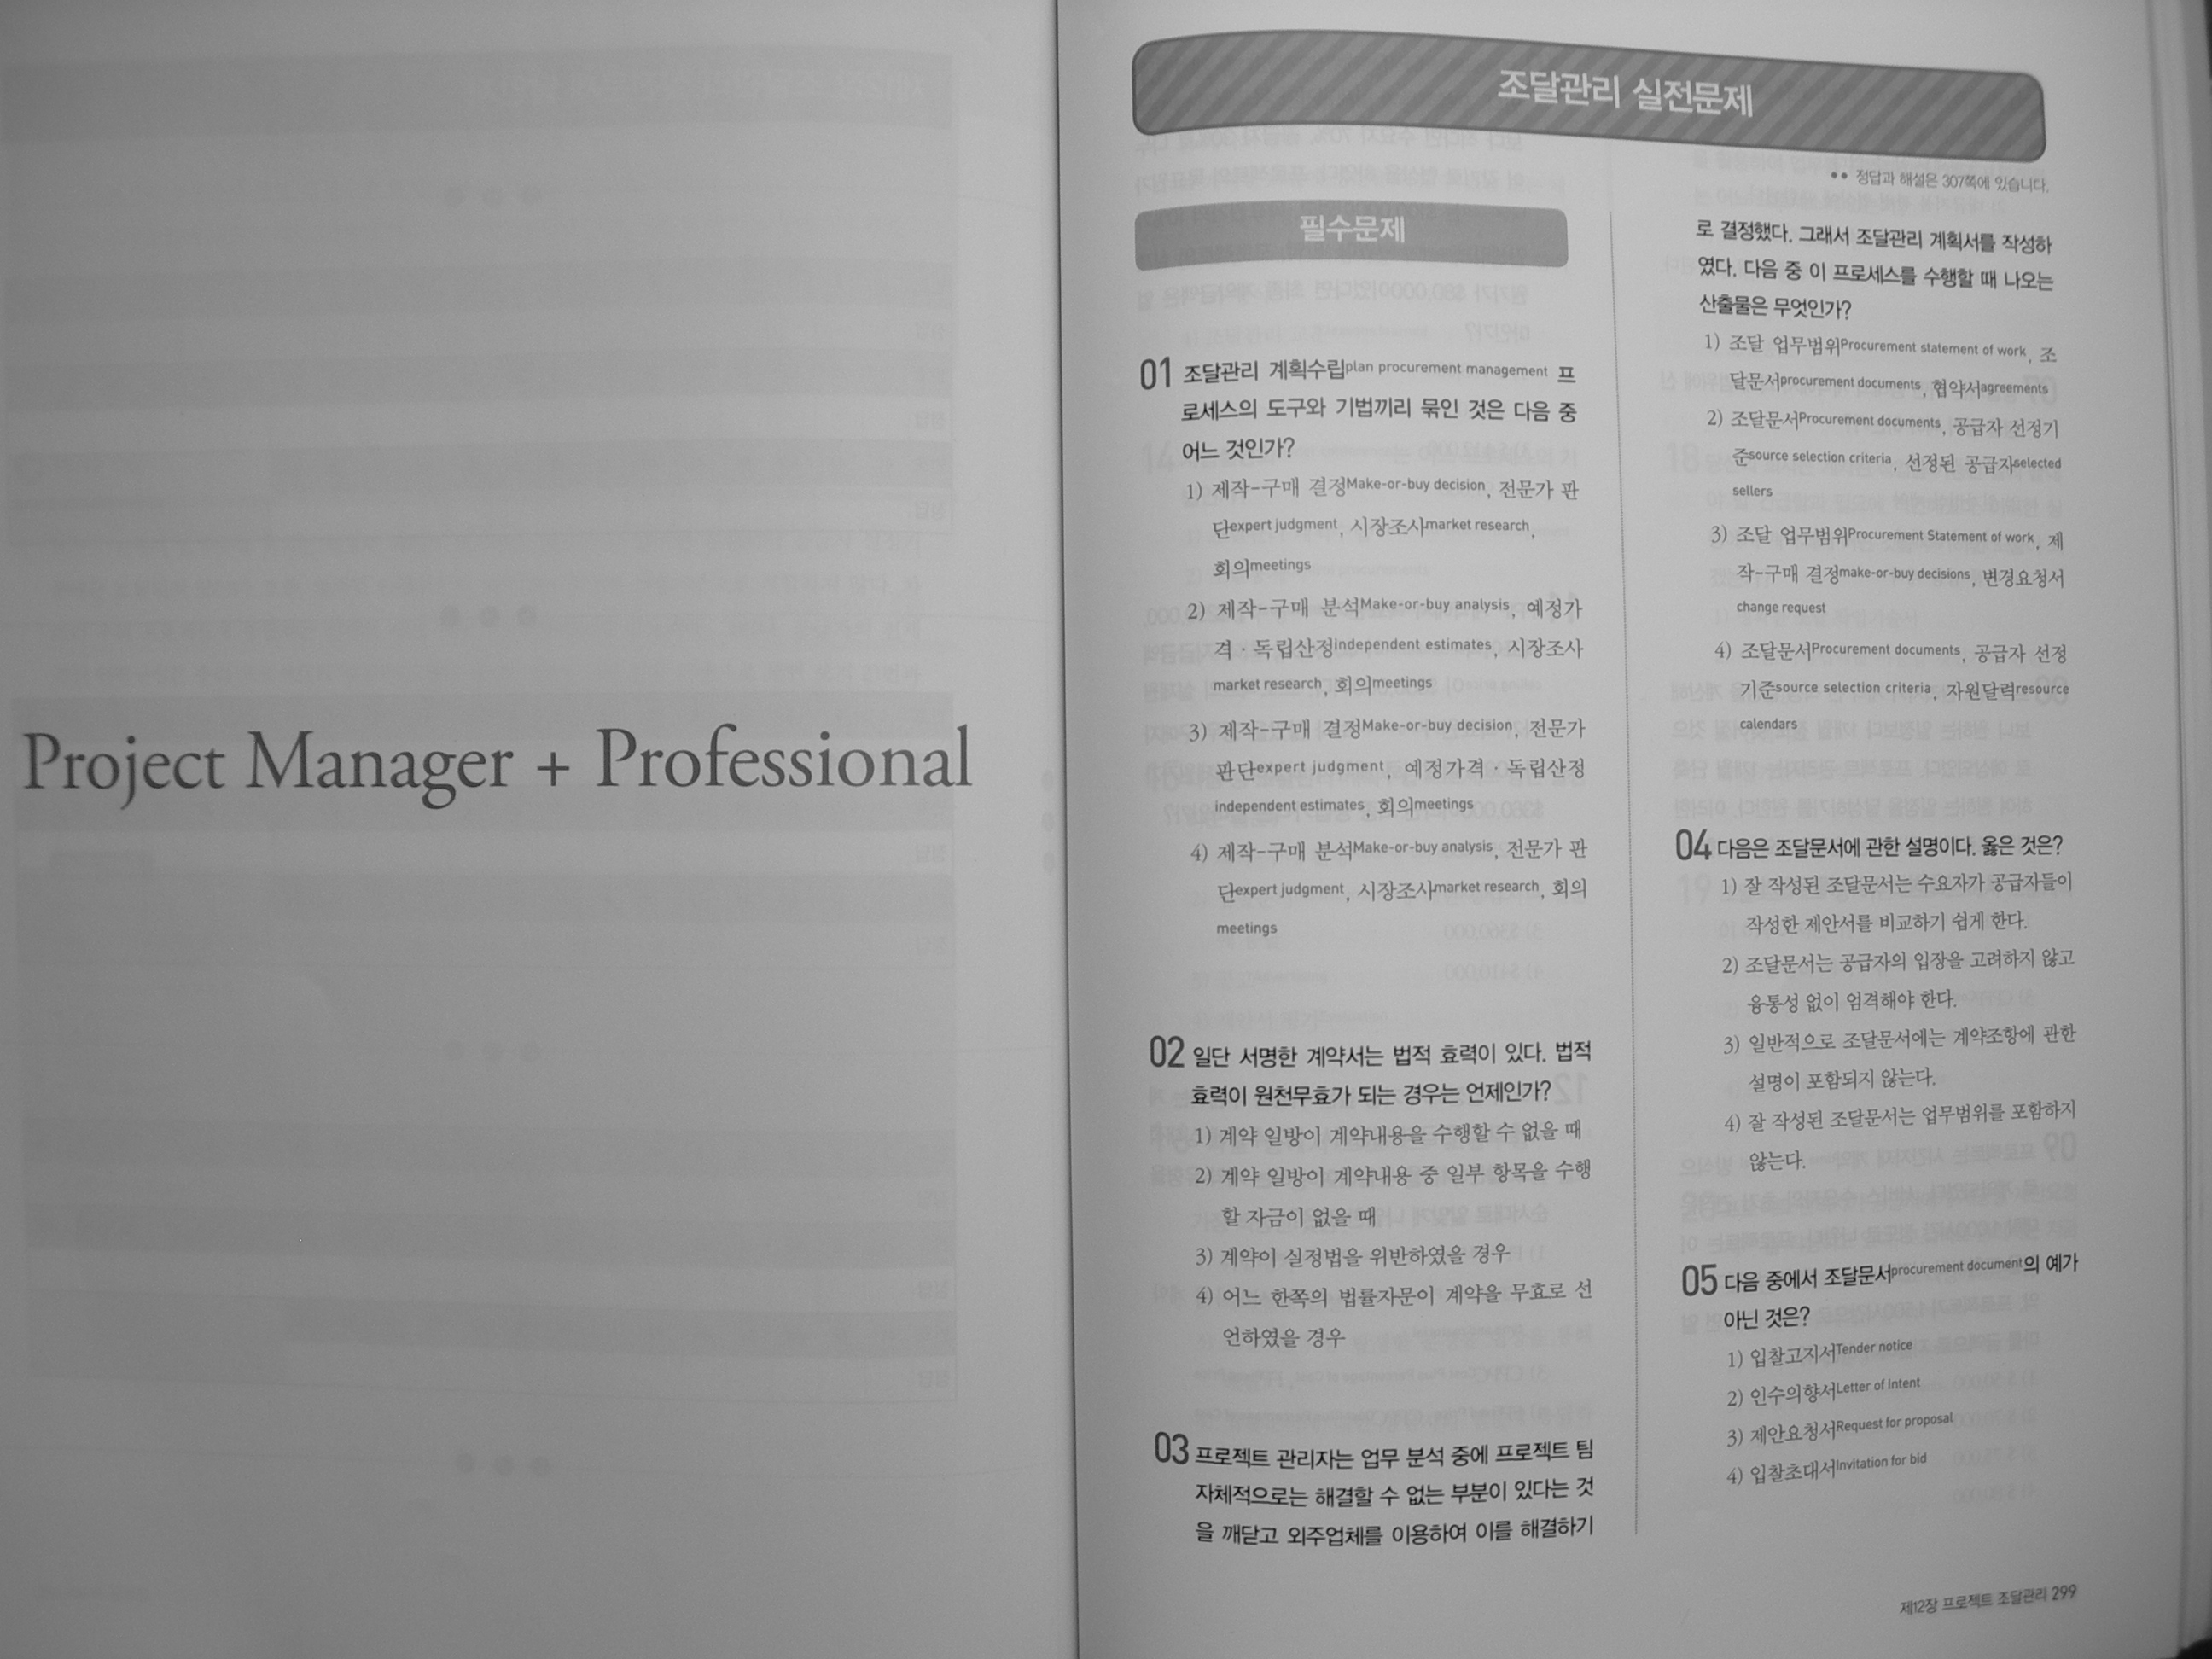 Project Manager + Professional
조달관리 실전문제
●● 정답과 해설은 307쪽에 있습니다.
필수문제
01 조달관리 계획수립plan procurement management 프
로세스의 도구와 기법끼리 묶인 것은 다음 중
어느 것인가?
1) 제작-구매 결정Make-or-buy decision, 전문가 판
단expert judgment, 시장조사market research,
회의meetings
2) 제작-구매 분석Make-or-buy analysis, 예정가
격·독립산정independent estimates, 시장조사
market research, 회의meetings
3) 제작-구매 결정Make-or-buy decision, 전문가
판단expert judgment, 예정가격·독립산정
independent estimates, 회의meetings
4) 제작-구매 분석Make-or-buy analysis, 전문가 판
단expert judgment, 시장조사market research, 회의
meetings
02 일단 서명한 계약서는 법적 효력이 있다. 법적
효력이 원천무효가 되는 경우는 언제인가?
1) 계약 일방이 계약내용을 수행할 수 없을 때
2) 계약 일방이 계약내용 중 일부 항목을 수행
할 자금이 없을 때
3) 계약이 실정법을 위반하였을 경우
4) 어느 한쪽의 법률자문이 계약을 무효로 선
언하였을 경우
03 프로젝트 관리자는 업무 분석 중에 프로젝트 팀
자체적으로는 해결할 수 없는 부분이 있다는 것
을 깨닫고 외주업체를 이용하여 이를 해결하기
로 결정했다. 그래서 조달관리 계획서를 작성하
였다. 다음 중 이 프로세스를 수행할 때 나오는
산출물은 무엇인가?
1) 조달 업무범위Procurement statement of work, 조
달문서procurement documents, 협약서agreements
2) 조달문서Procurement documents, 공급자 선정기
준source selection criteria, 선정된 공급자selected
sellers
3) 조달 업무범위Procurement Statement of work, 제
작-구매 결정make-or-buy decisions, 변경요청서
change request
4) 조달문서Procurement documents, 공급자 선정
기준source selection criteria, 자원달력resource
calendars
04 다음은 조달문서에 관한 설명이다. 옳은 것은?
1) 잘 작성된 조달문서는 수요자가 공급자들이
작성한 제안서를 비교하기 쉽게 한다.
2) 조달문서는 공급자의 입장을 고려하지 않고
융통성 없이 엄격해야 한다.
3) 일반적으로 조달문서에는 계약조항에 관한
설명이 포함되지 않는다.
4) 잘 작성된 조달문서는 업무범위를 포함하지
않는다.
05 다음 중에서 조달문서procurement document의 예가
아닌 것은?
1) 입찰고지서Tender notice
2) 인수의향서Letter of Intent
3) 제안요청서Request for proposal
4) 입찰초대서Invitation for bid
제12장 프로젝트 조달관리 299